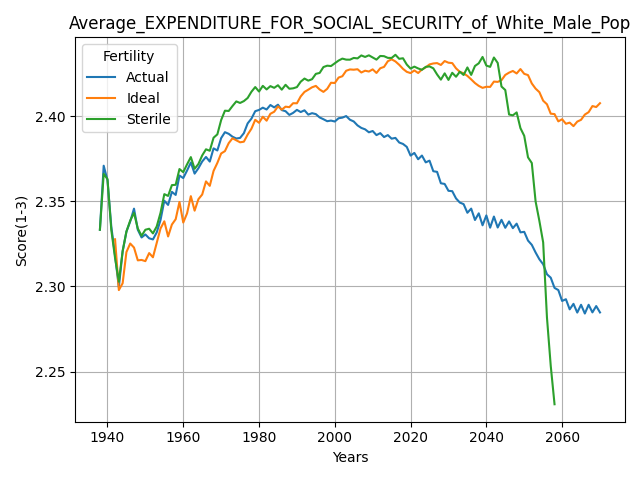 Average_EXPENDITURE_FOR_SOCIAL_SECURITY_of_White_Male_Pop
Fertility
Actual
Ideal
Sterile
Score(1-3)
2.40
2.35
2.30
2.25
1940 1960 1980 2000 2020 2040 2060
Years